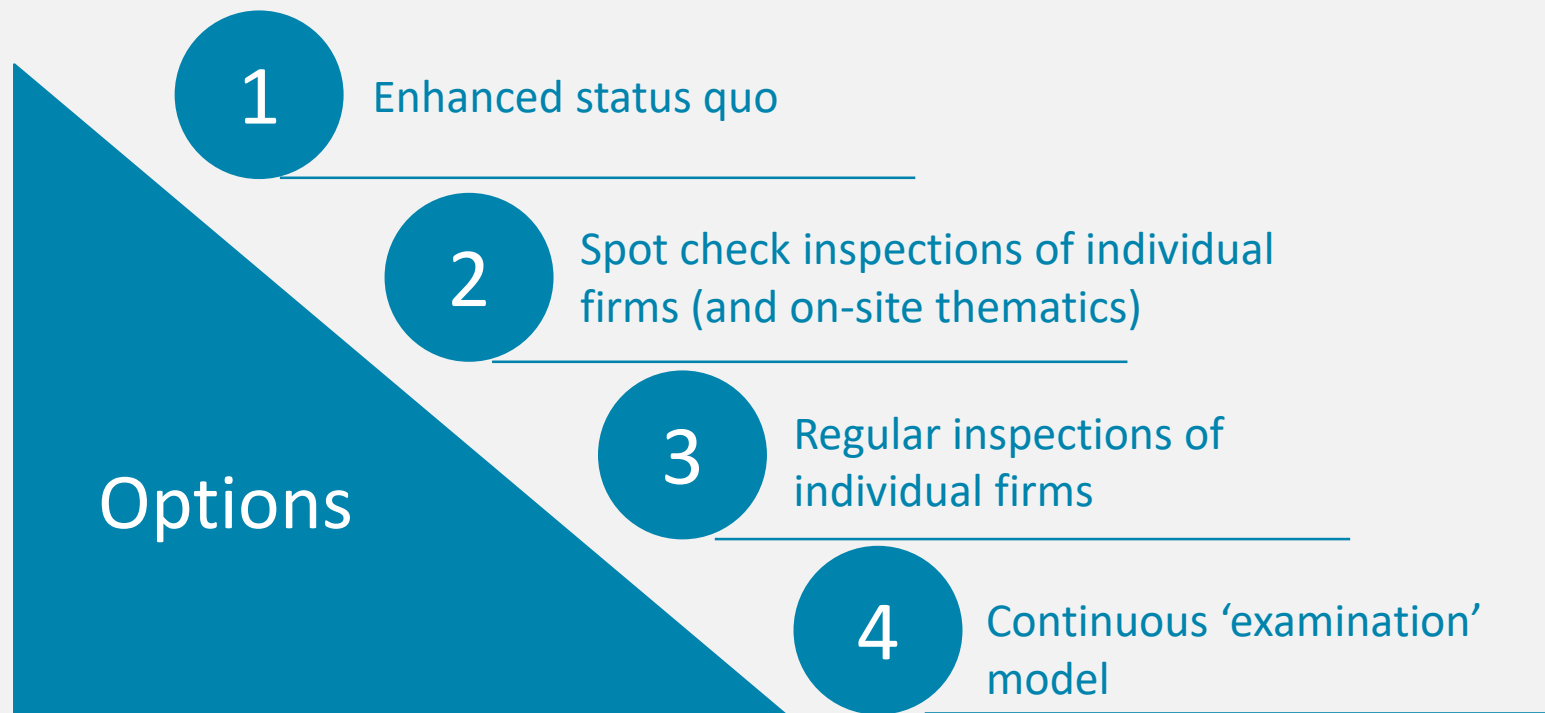 1
Enhanced status quo
2
Spot check inspections of individual
firms (and on-site thematics)
3
Regular inspections of
individual firms
Options
4
Continuous ‘examination’
model